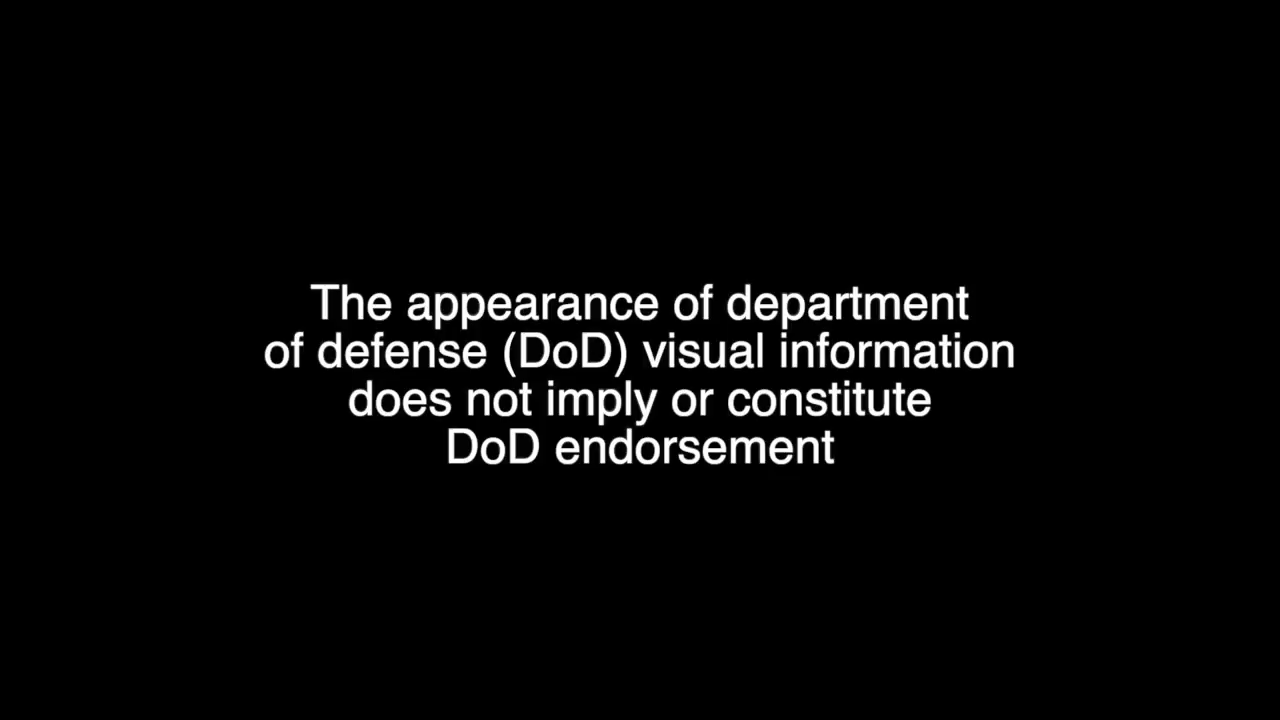 The appearance of department
of defense (DoD) visual information
does not imply or constitute
DoD endorsement